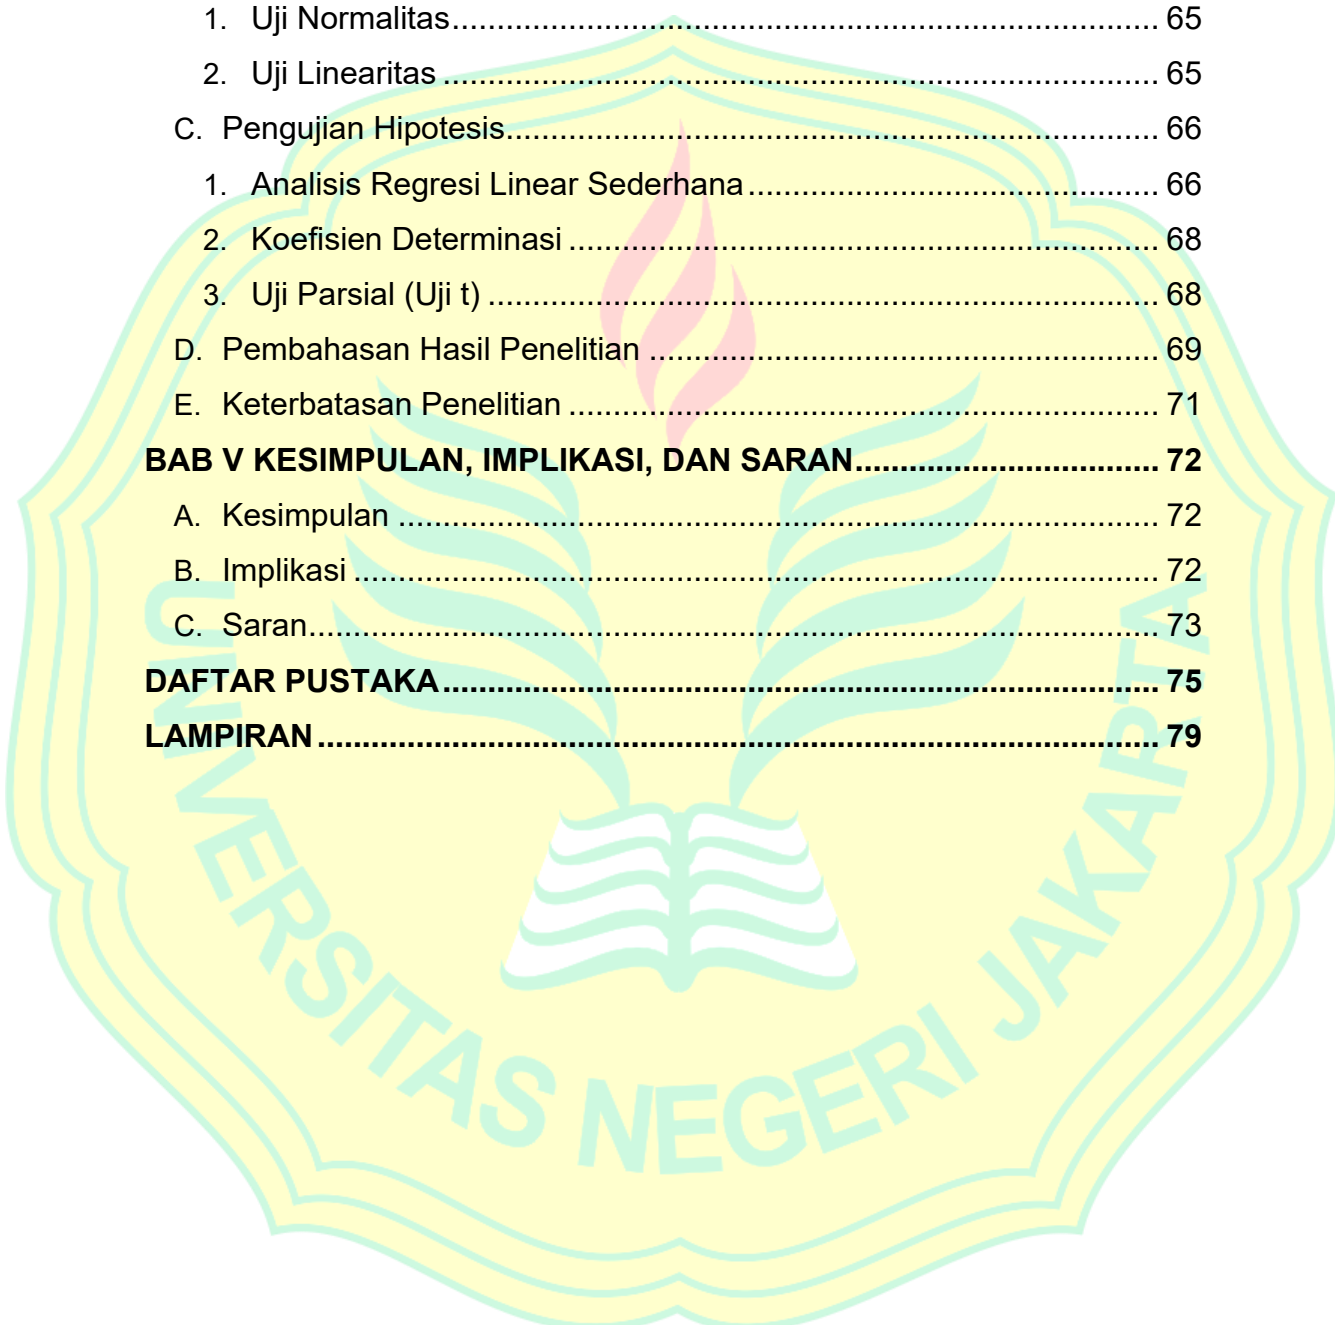 1. Uji Normalitas..................................................................................... 65
2. Uji Linearitas ...................................................................................... 65
C. Pengujian Hipotesis............................................................................... 66
1. Analisis Regresi Linear Sederhana ................................................. 66
2. Koefisien Determinasi ....................................................................... 68
3. Uji Parsial (Uji t) ................................................................................. 68
D. Pembahasan Hasil Penelitian ............................................................. 69
E. Keterbatasan Penelitian ....................................................................... 71
BAB V KESIMPULAN, IMPLIKASI, DAN SARAN..................................... 72
A. Kesimpulan ............................................................................................ 72
B. Implikasi ................................................................................................. 72
C. Saran....................................................................................................... 73
DAFTAR PUSTAKA...................................................................................... 75
LAMPIRAN ..................................................................................................... 79
UNIVERSITAS NEGERI JAKARTA